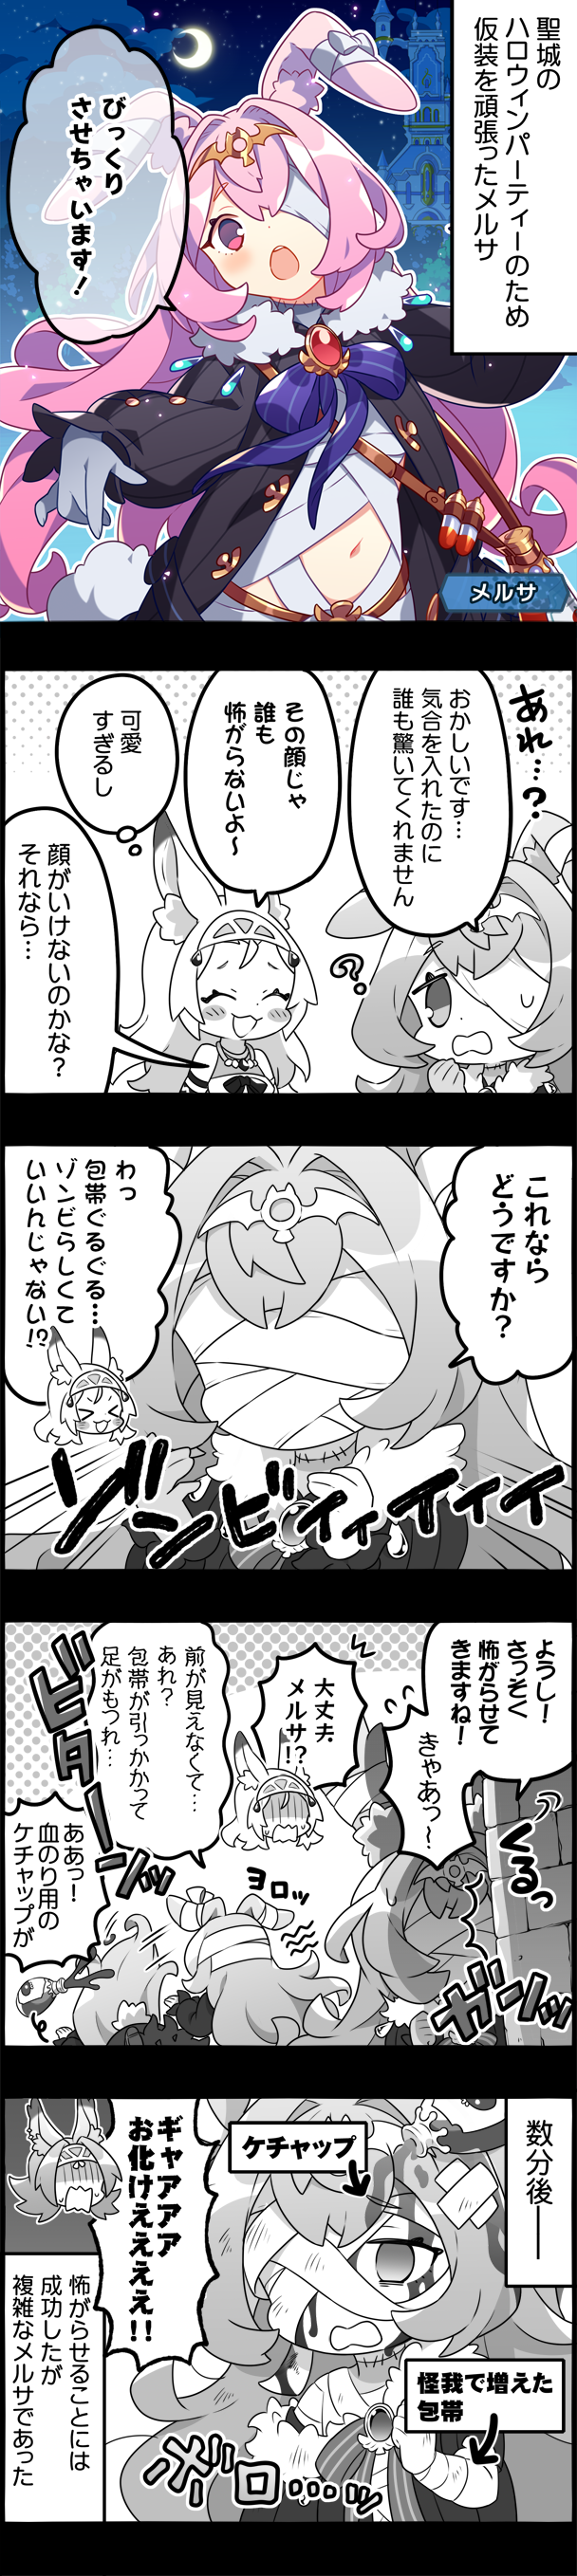 聖城の
ハロウィンパーティーのため
仮装を頑張ったメルサ
びっくり
させちゃいます！
メルサ
あれ…？
おかしいです…
気合を入れたのに
誰も驚いてくれません
その顔じゃ
誰も
怖がらないよ〜
可愛
すぎるし
？
顔がいけないのかな？
それなら…
これなら
どうですか？
わっ
包帯ぐるぐる…
ゾンビらしくて
いいんじゃない!?
ゾンビィィイィィ
ようし！
さっそく
怖がらせて
きますね！
くるっ
きゃあっ〜
ガンッ
大丈夫
メルサ!?
ヨロッ
前が見えなくて…
あれ？
包帯が引っかかって
足がもつれ…
ビターンッ
ああっ！
血のり用の
ケチャップが
数分後──
ケチャップ
怪我で増えた
包帯
ボロ…ッ
ギャアアア
お化けえええ!!
怖がらせることには
成功したが
複雑なメルサであった